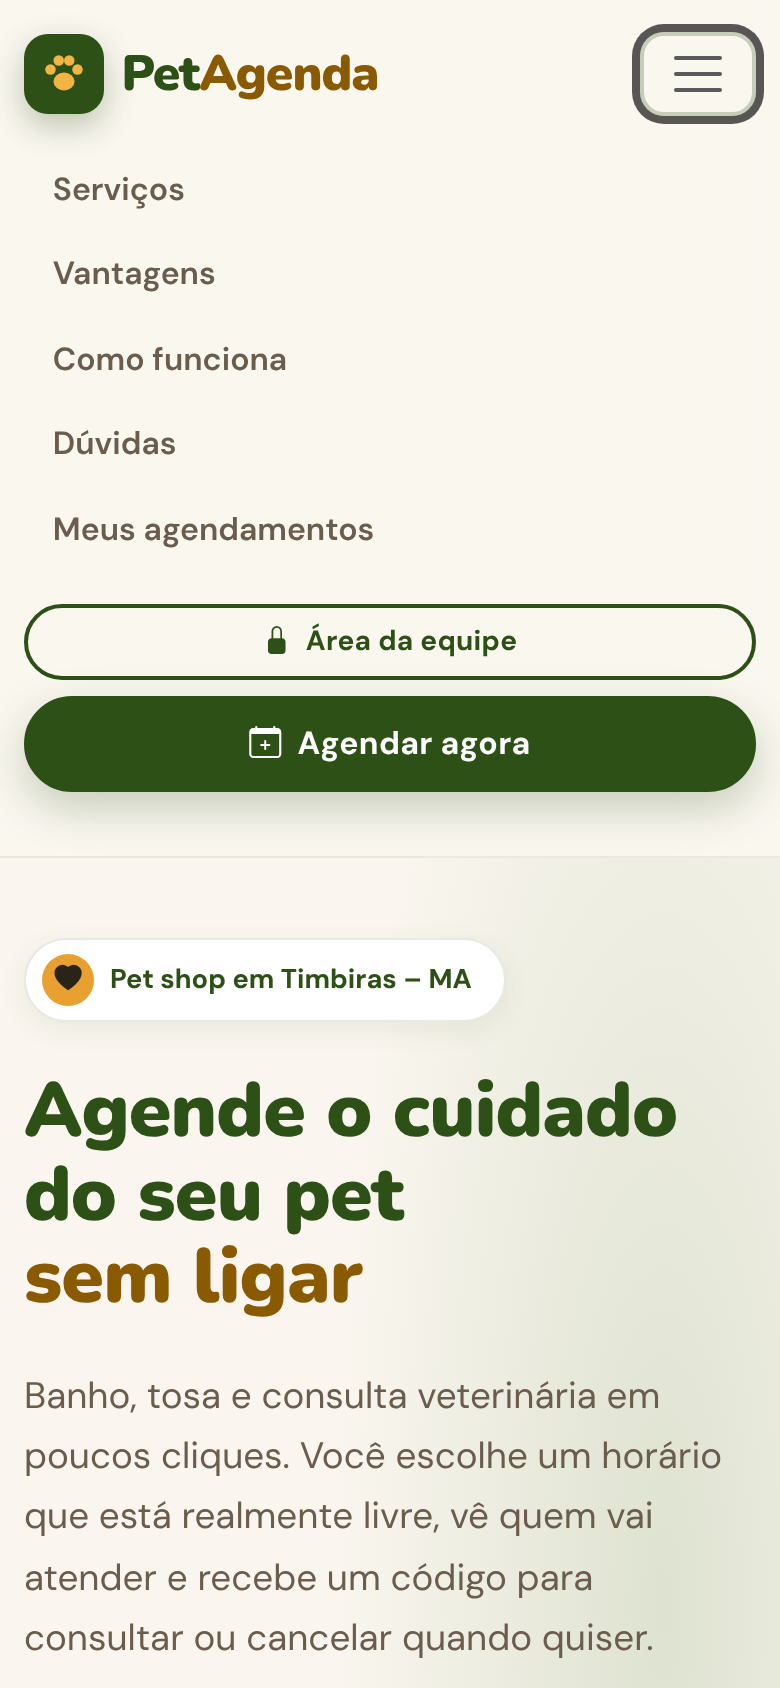 PetAgenda
Serviços
Vantagens
Como funciona
Dúvidas
Meus agendamentos
Área da equipe
Agendar agora
Pet shop em Timbiras – MA
Agende o cuidado
do seu pet
sem ligar
Banho, tosa e consulta veterinária em
poucos cliques. Você escolhe um horário
que está realmente livre, vê quem vai
atender e recebe um código para
consultar ou cancelar quando quiser.